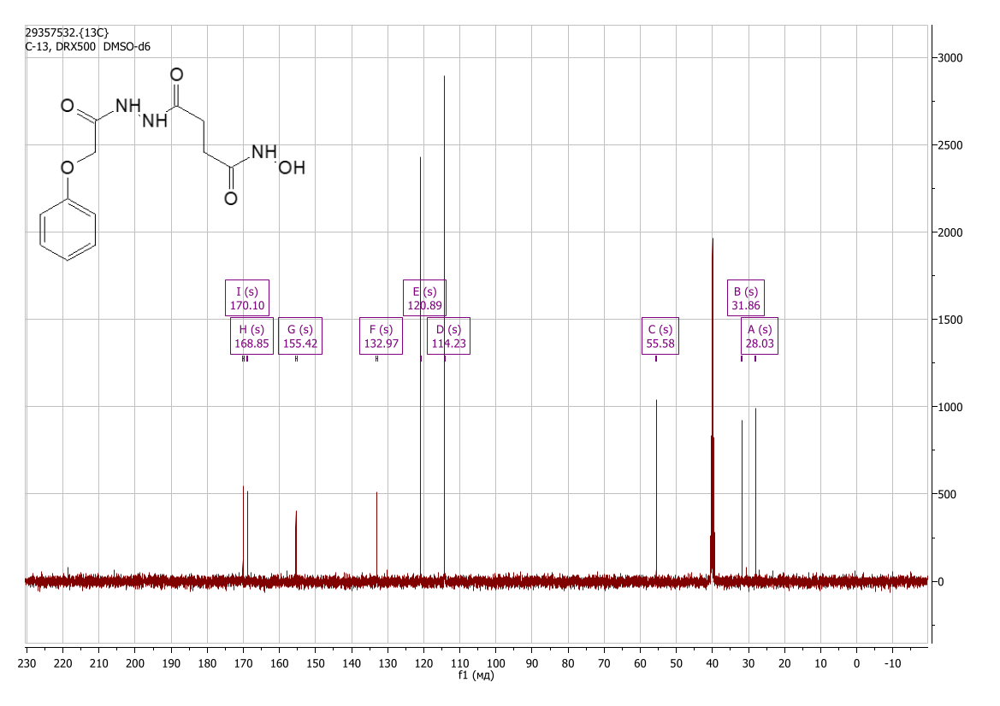 29357532.{13C}
C-13, DRX500 DMSO-d6
O
O
NH
NH
NH
OH
O
O
I (s)
170.10
E (s)
120.89
B (s)
31.86
H (s)
168.85
G (s)
155.42
F (s)
132.97
D (s)
114.23
C (s)
55.58
A (s)
28.03
3000
2500
2000
1500
1000
500
0
230 220 210 200 190 180 170 160 150 140 130 120 110 100 90 80 70 60 50 40 30 20 10 0 -10
f1 (мд)